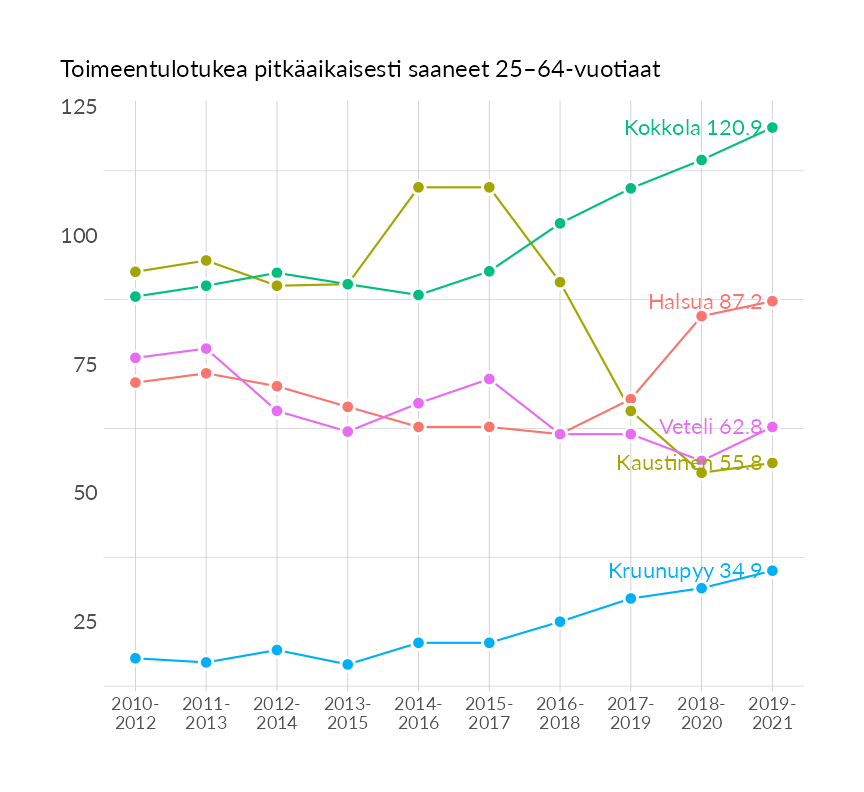 Toimeentulotukea pitkäaikaisesti saaneet 25–64-vuotiaat
125
100
75
50
25
Kokkola 120.9
Halsua 87.2
Veteli 62.8
Kaustinen 55.8
Kruunupyy 34.9
2010- 2011- 2012- 2013- 2014- 2015- 2016- 2017- 2018- 2019-
2012 2013 2014 2015 2016 2017 2018 2019 2020 2021